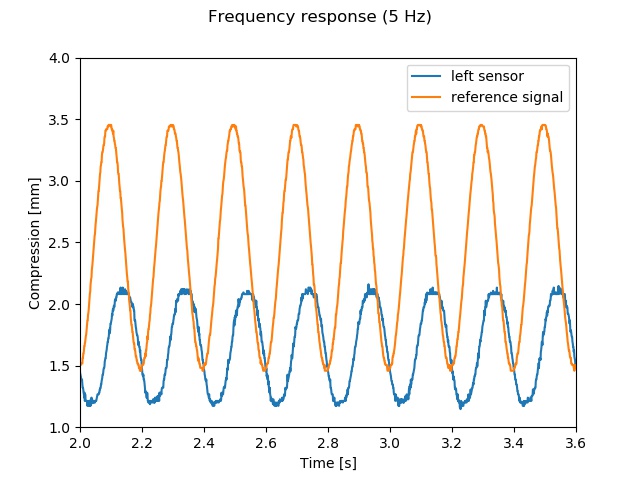 Frequency response (5 Hz)
4.0
3.5
3.0
2.5
2.0
1.5
1.0
Compression [mm]
left sensor
reference signal
2.0 2.2 2.4 2.6 2.8 3.0 3.2 3.4 3.6
Time [s]